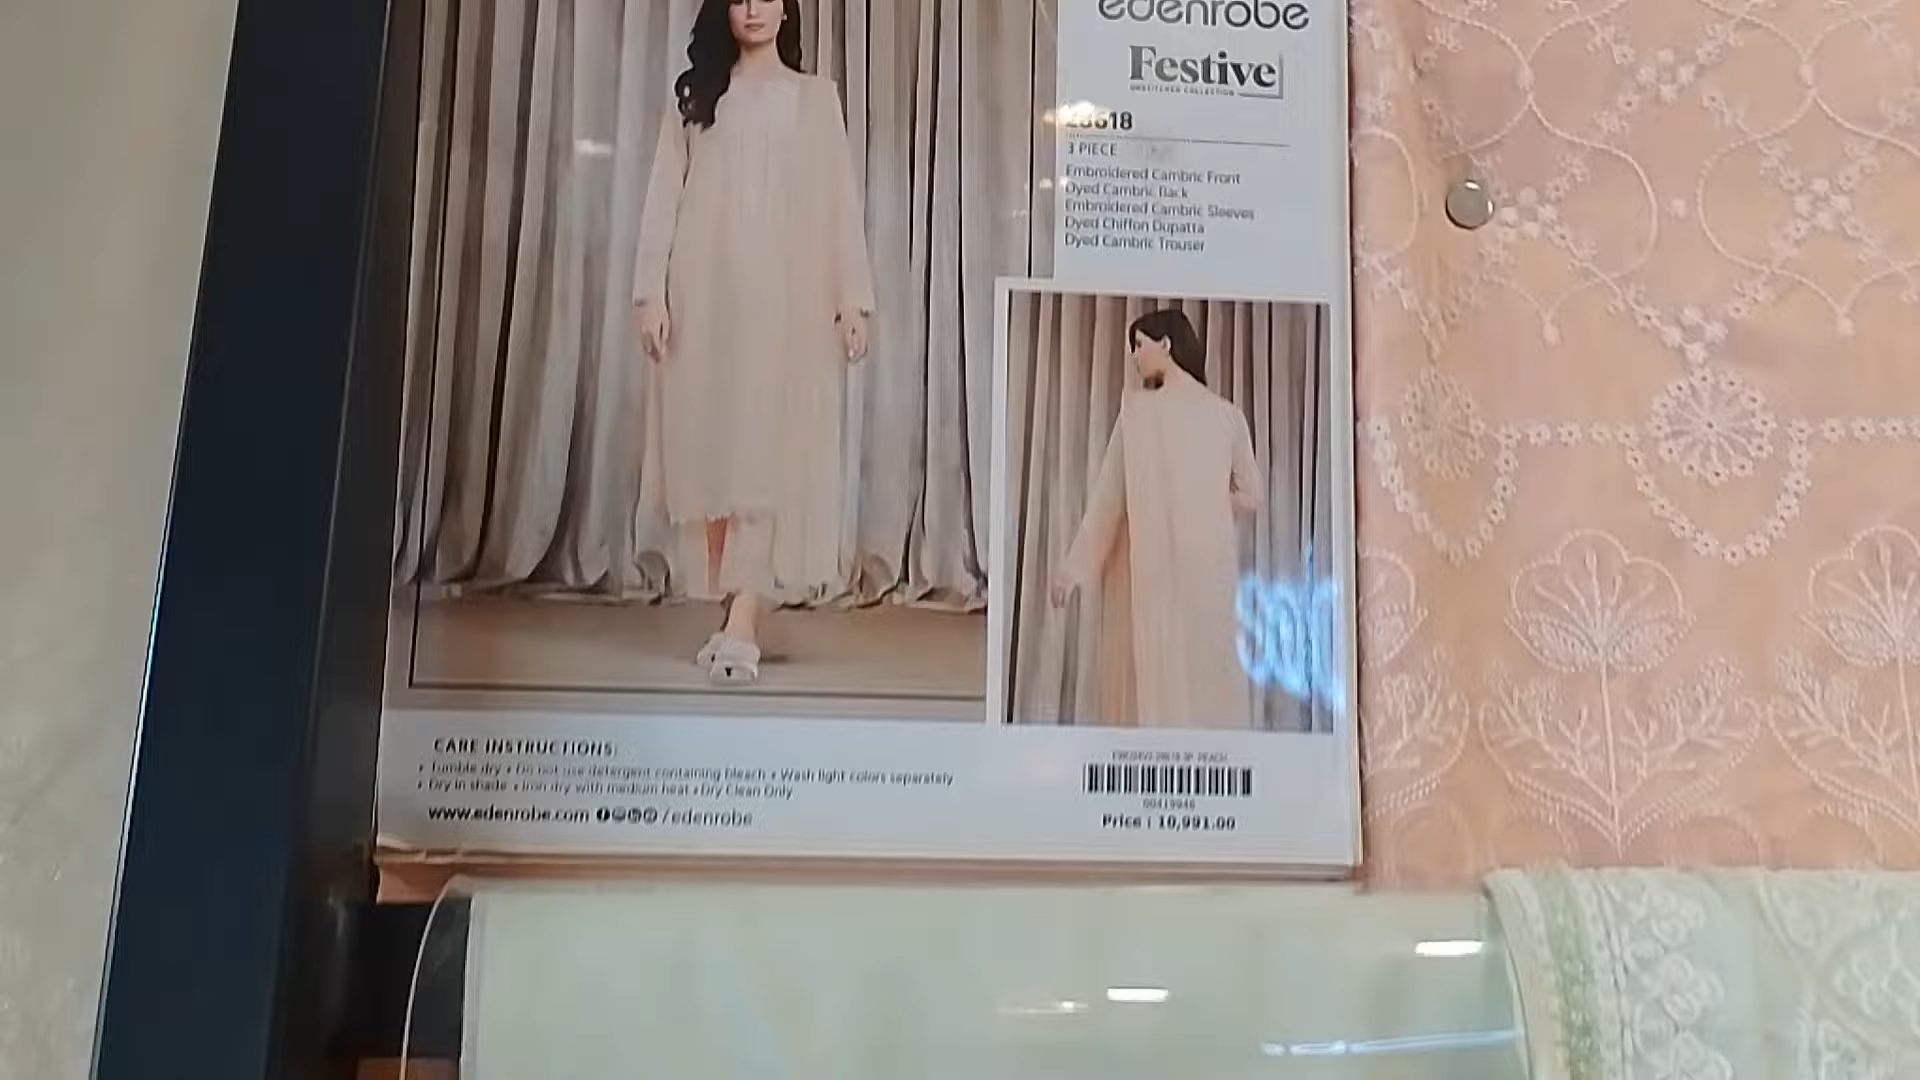 edenrobe
Festive
UNSTITCHED COLLECTION
3 PIECE
Embroidered Cambric Front
Dyed Cambric Back
Embroidered Cambric Sleeves
Dyed Chiffon Dupatta
Dyed Cambric Trouser
CARE INSTRUCTIONS:
• Tumble dry • Do not use detergent containing bleach • Wash light colors separately
• Dry in shade • Iron dry with medium heat • Dry Clean Only
www.edenrobe.com /edenrobe
Price : 10,991.00